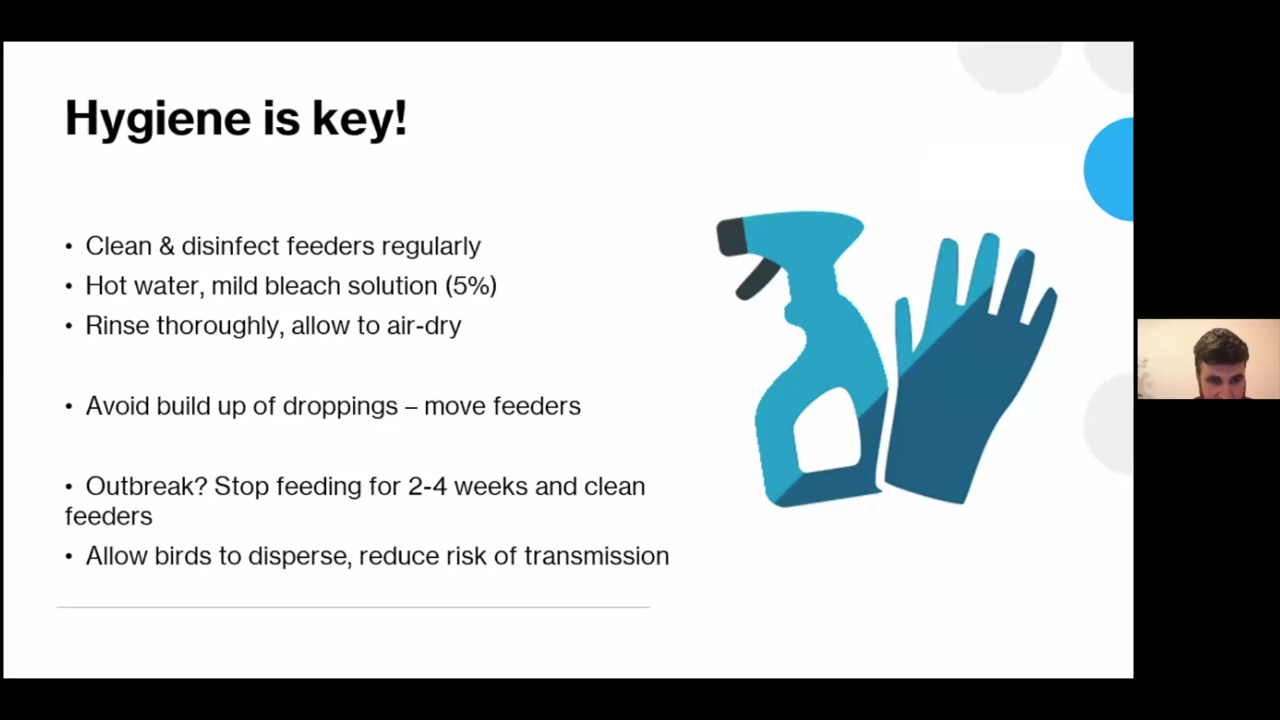 Hygiene is key!
• Clean & disinfect feeders regularly
• Hot water, mild bleach solution (5%)
• Rinse thoroughly, allow to air-dry
• Avoid build up of droppings – move feeders
• Outbreak? Stop feeding for 2-4 weeks and clean
feeders
• Allow birds to disperse, reduce risk of transmission